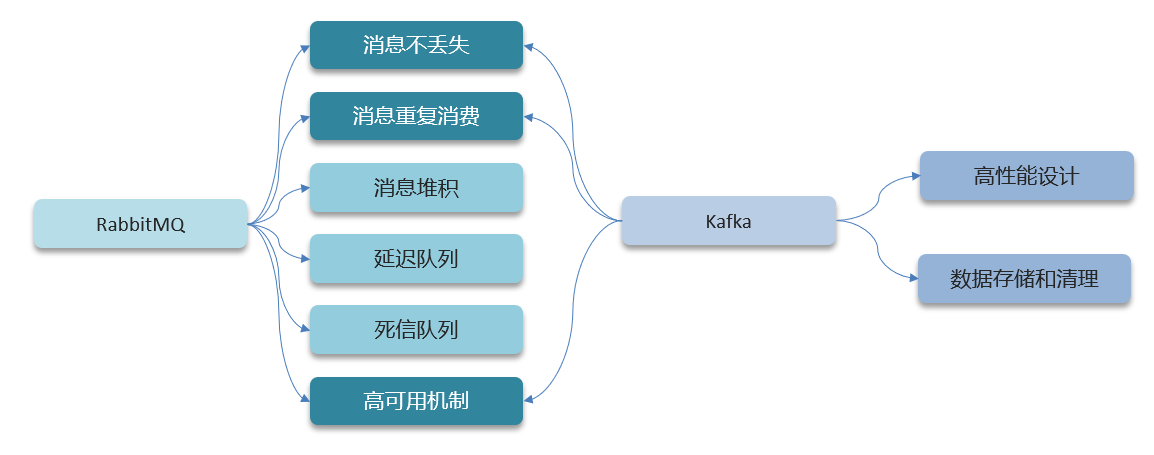 RabbitMQ
消息不丢失
消息重复消费
消息堆积
延迟队列
死信队列
高可用机制
Kafka
高性能设计
数据存储和清理